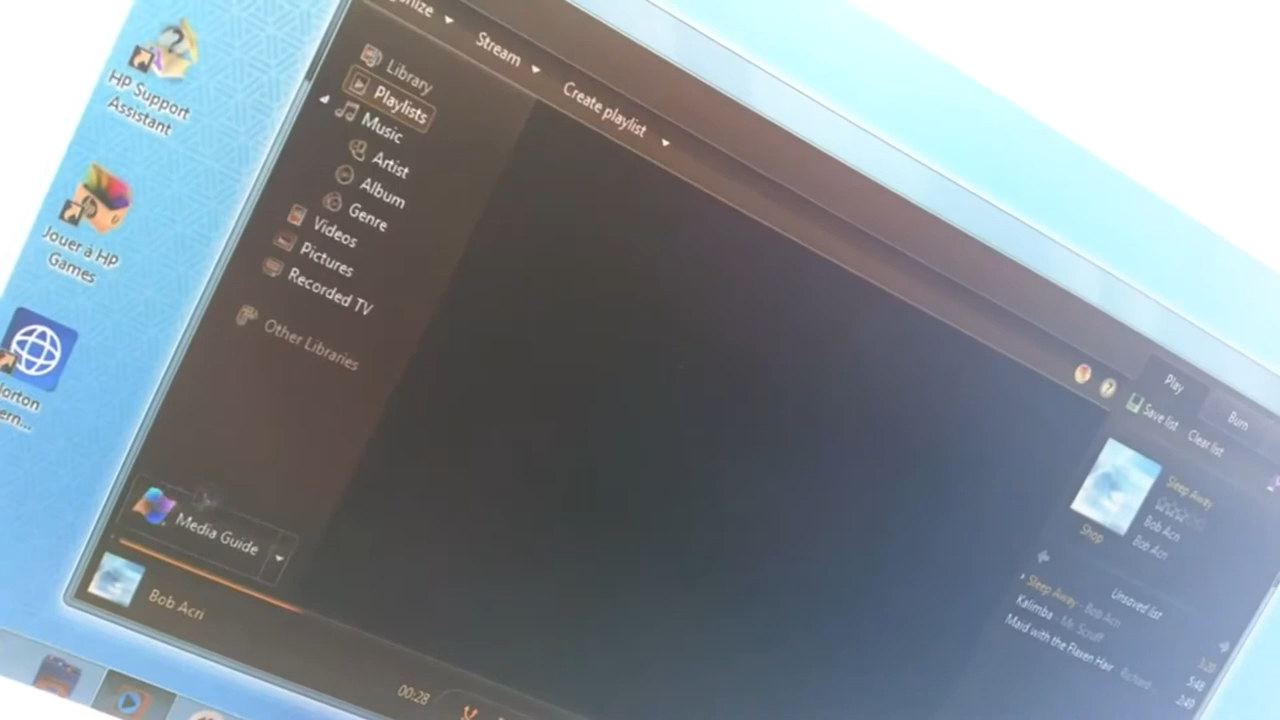 HP Support
Assistant
Jouer à HP
Games
Stream
Create playlist
Library
Playlists
Music
Artist
Album
Genre
Videos
Pictures
Recorded TV
Other Libraries
Media Guide
Bob Acri
00:28
Play
Burn
Save list
Clear list
Sleep Away
Bob Acri
Bob Acri
Shop
Unsaved list
Sleep Away - Bob Acri 3:20
Kalimba - Mr. Scruff 5:48
Maid with the Flaxen Hair - Richard... 2:49